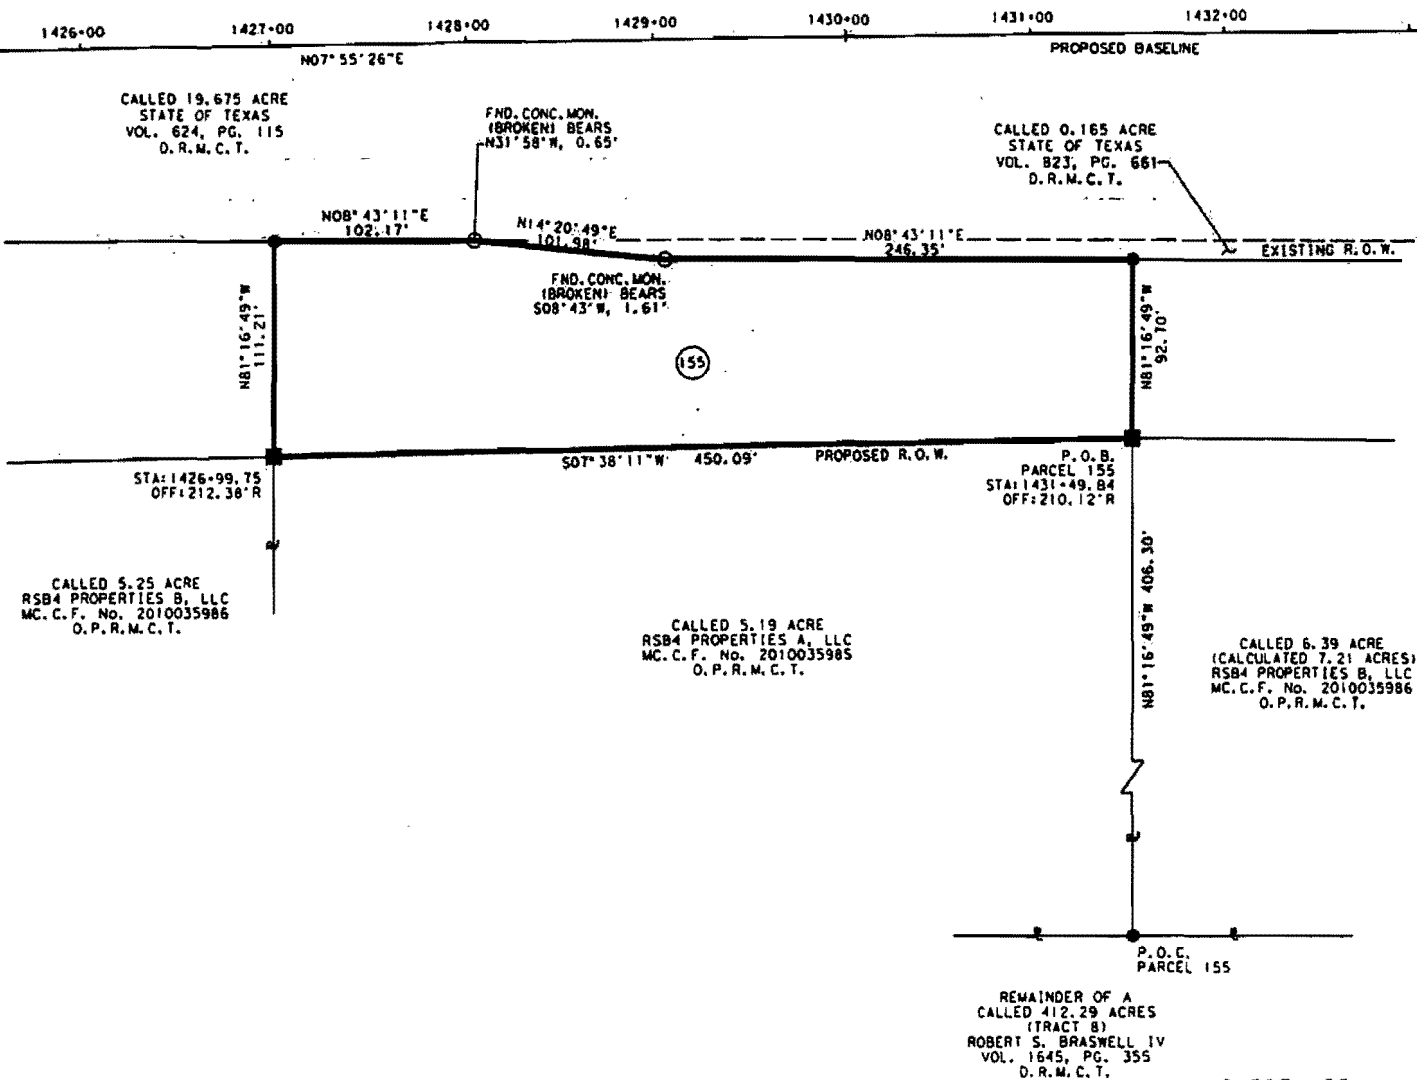 1426+00
1427+00
1428+00
1429+00
1430+00
1431+00
1432+00
N07°55'26"E
PROPOSED BASELINE
CALLED 19.675 ACRE
STATE OF TEXAS
VOL. 624, PG. 115
D.R.M.C.T.
FND. CONC. MON.
(BROKEN) BEARS
N31°58'W, 0.65'
CALLED 0.165 ACRE
STATE OF TEXAS
VOL. 823, PG. 661
D.R.M.C.T.
N08°43'11"E
102.17'
N14°20'49"E
101.98'
N08°43'11"E
246.35'
EXISTING R.O.W.
FND. CONC. MON.
(BROKEN) BEARS
S08°43'W, 1.61'
N81°16'49"W
111.21'
N81°16'49"W
92.70'
155
S07°38'11"W 450.09'
PROPOSED R.O.W.
STA:1426+99.75
OFF:212.38'R
P.O.B.
PARCEL 155
STA:1431+49.84
OFF:210.12'R
N81°16'49"W 406.30'
CALLED 5.25 ACRE
RSB4 PROPERTIES B, LLC
MC.C.F. No. 2010035986
O.P.R.M.C.T.
CALLED 5.19 ACRE
RSB4 PROPERTIES A, LLC
MC.C.F. No. 2010035985
O.P.R.M.C.T.
CALLED 6.39 ACRE
(CALCULATED 7.21 ACRES)
RSB4 PROPERTIES B, LLC
MC.C.F. No. 2010035986
O.P.R.M.C.T.
P.O.C.
PARCEL 155
REMAINDER OF A
CALLED 412.29 ACRES
(TRACT 8)
ROBERT S. BRASWELL IV
VOL. 1645, PG. 355
D.R.M.C.T.